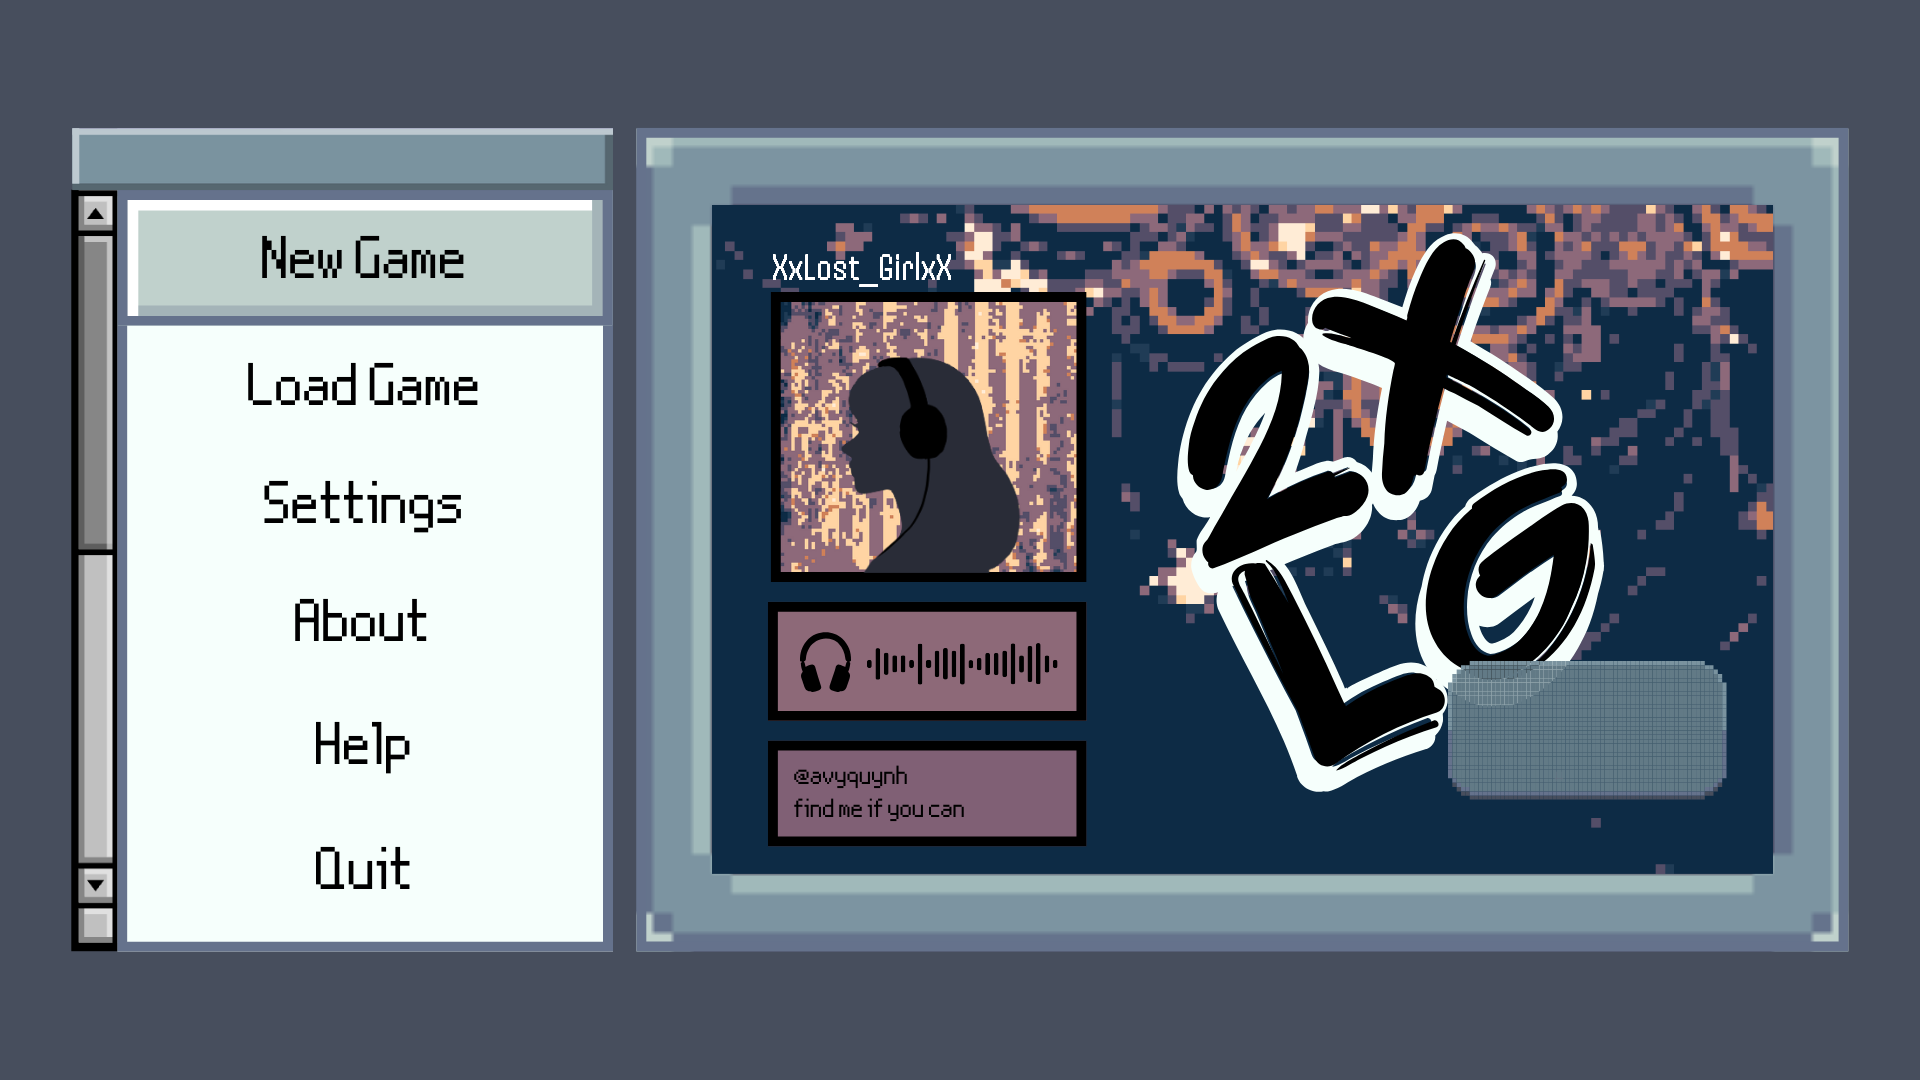 New Game
Load Game
Settings
About
Help
Quit
XxLost_GirlxX
@avyquynh
find me if you can
2X
LG